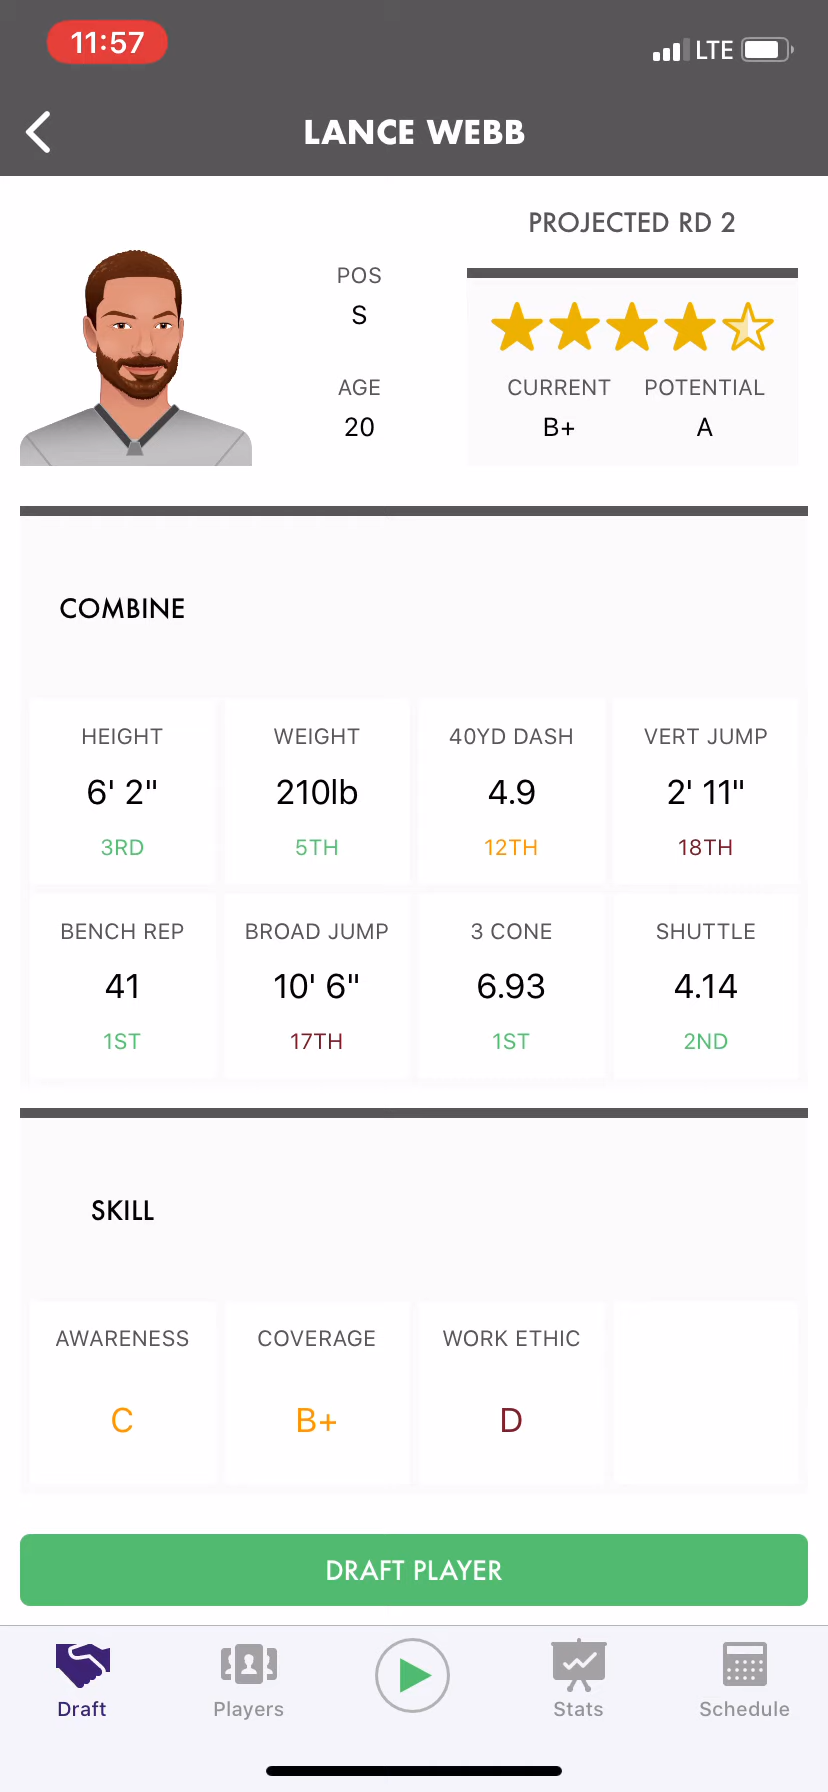 11:57
LTE
LANCE WEBB
PROJECTED RD 2
POS
S
AGE
20
CURRENT POTENTIAL
B+ A
COMBINE
HEIGHT WEIGHT 40YD DASH VERT JUMP
6' 2" 210lb 4.9 2' 11"
3RD 5TH 12TH 18TH
BENCH REP BROAD JUMP 3 CONE SHUTTLE
41 10' 6" 6.93 4.14
1ST 17TH 1ST 2ND
SKILL
AWARENESS COVERAGE WORK ETHIC
C B+ D
DRAFT PLAYER
Draft Players Stats Schedule